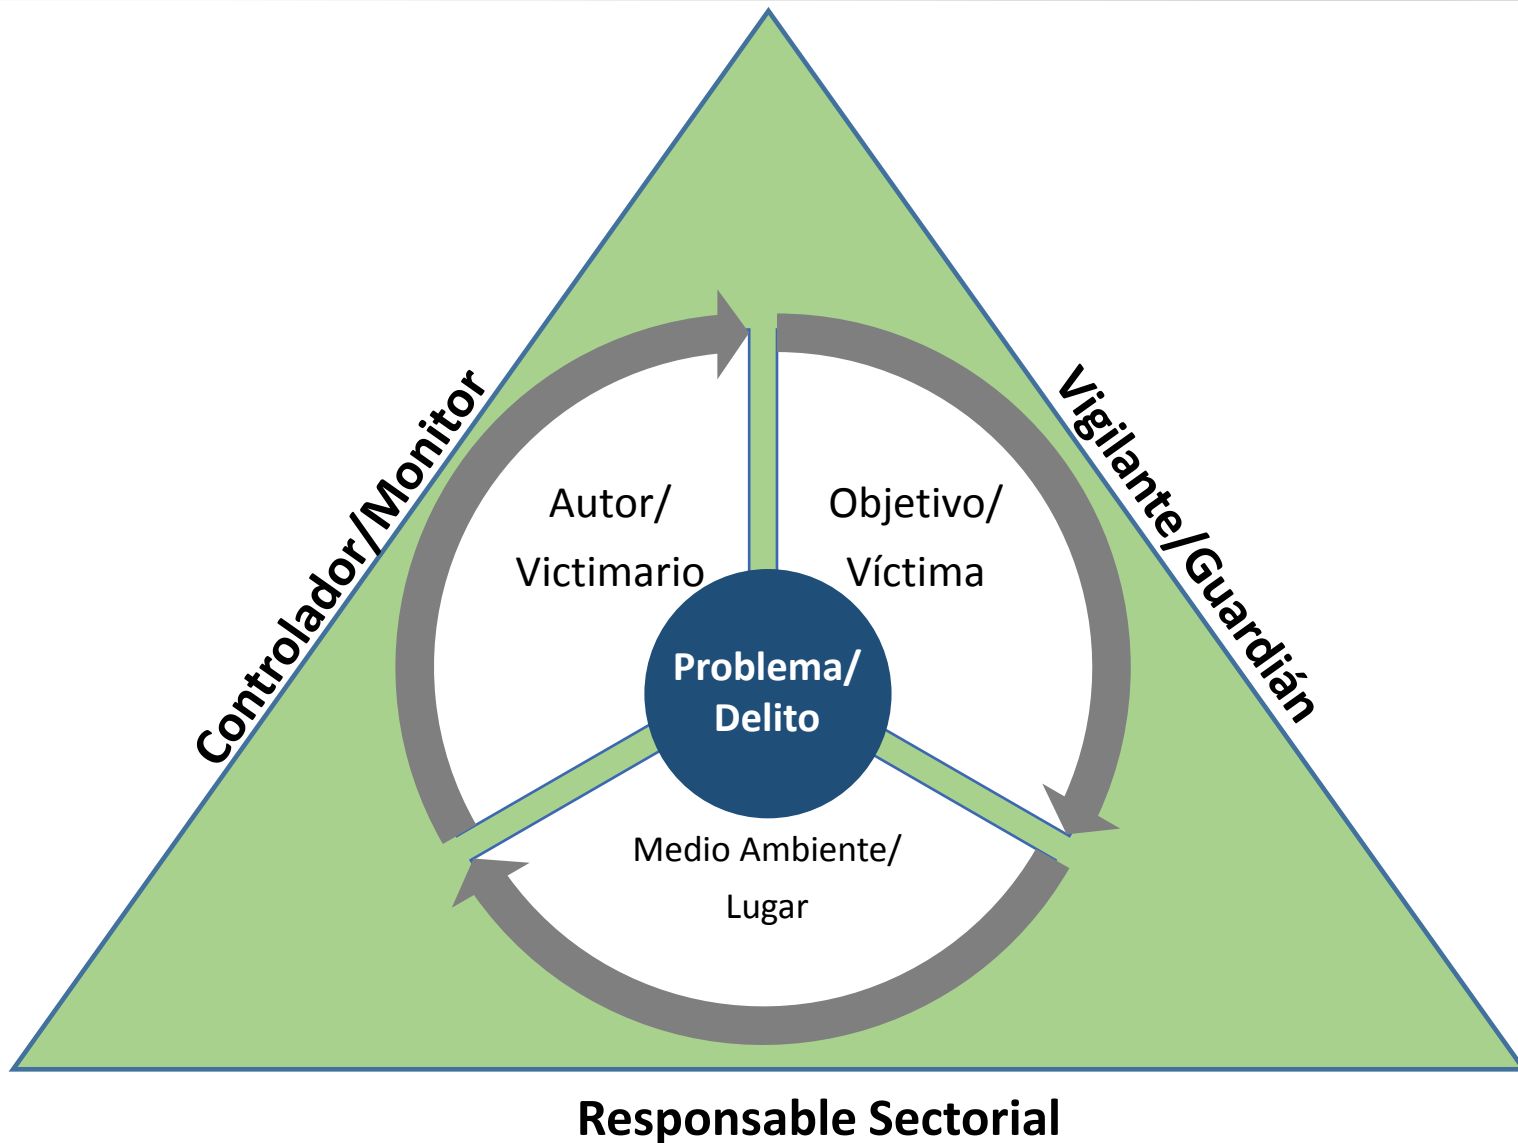 Controlador/Monitor
Vigilante/Guardián
Autor/
Victimario
Objetivo/
Víctima
Problema/
Delito
Medio Ambiente/
Lugar
Responsable Sectorial